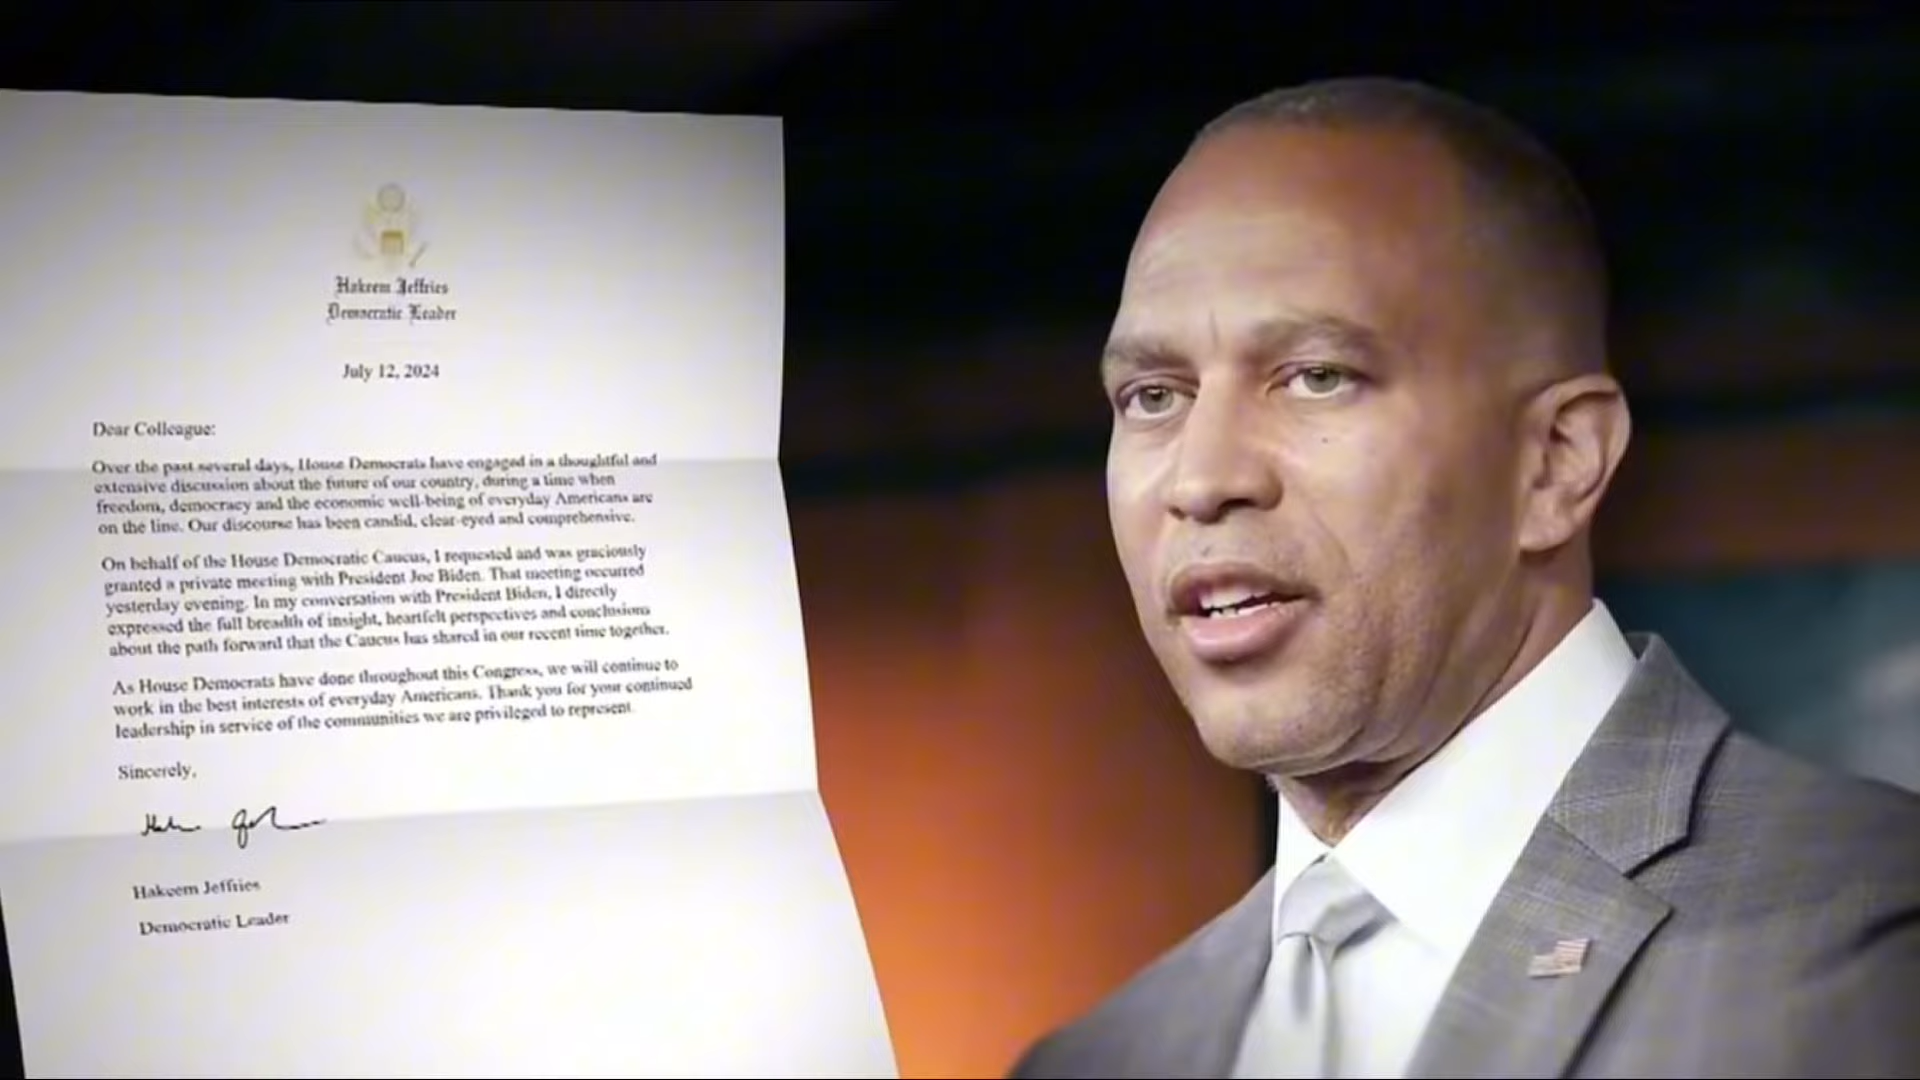 Hakeem Jeffries
Democratic Leader
July 12, 2024
Dear Colleague:
Over the past several days, House Democrats have engaged in a thoughtful and
extensive discussion about the future of our country, during a time when
freedom, democracy and the economic well-being of everyday Americans are
on the line. Our discourse has been candid, clear-eyed and comprehensive.
On behalf of the House Democratic Caucus, I requested and was graciously
granted a private meeting with President Joe Biden. That meeting occurred
yesterday evening. In my conversation with President Biden, I directly
expressed the full breadth of insight, heartfelt perspectives and conclusions
about the path forward that the Caucus has shared in our recent time together.
As House Democrats have done throughout this Congress, we will continue to
work in the best interests of everyday Americans. Thank you for your continued
leadership in service of the communities we are privileged to represent.
Sincerely,
Hakeem Jeffries
Democratic Leader